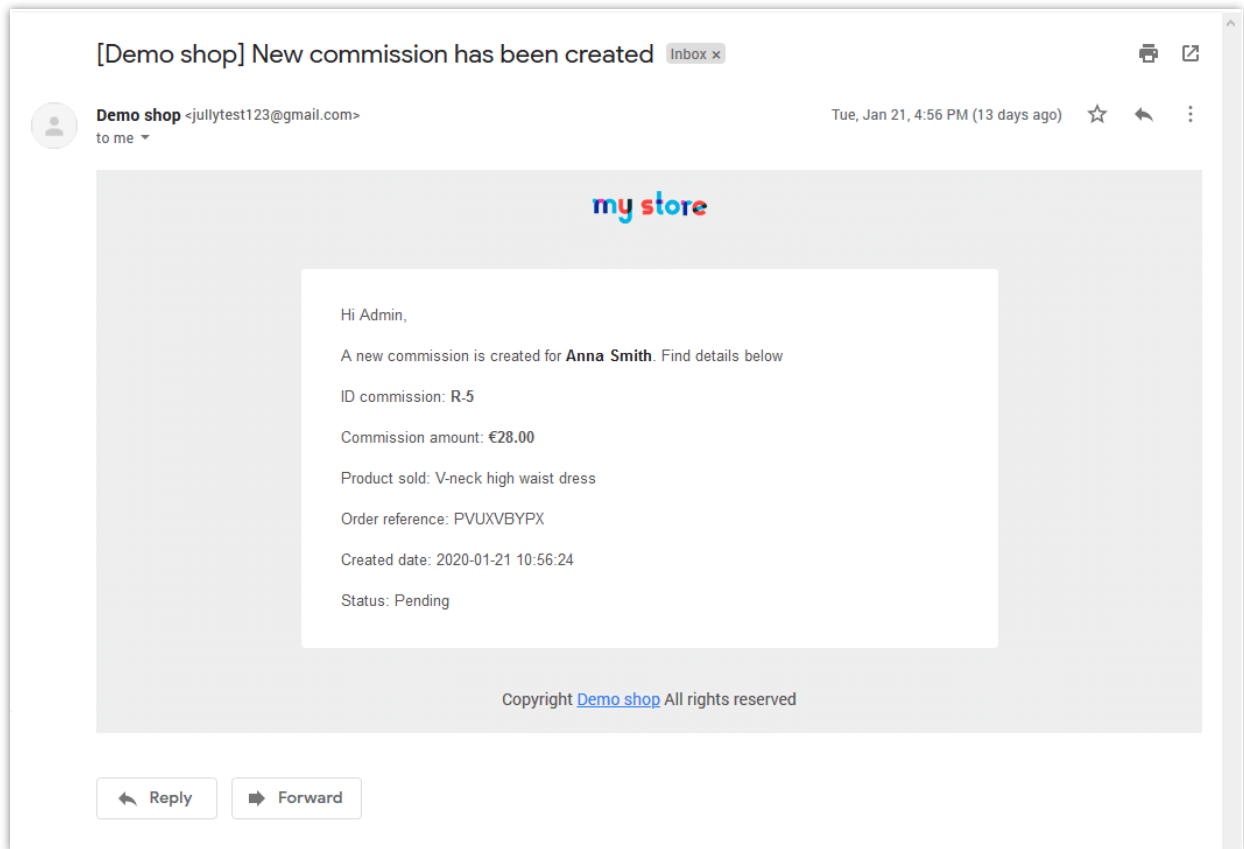 [Demo shop] New commission has been created Inbox x
Demo shop <jullytest123@gmail.com> Tue, Jan 21, 4:56 PM (13 days ago)
to me
my store
Hi Admin,
A new commission is created for Anna Smith. Find details below
ID commission: R-5
Commission amount: €28.00
Product sold: V-neck high waist dress
Order reference: PVUXVBYPX
Created date: 2020-01-21 10:56:24
Status: Pending
Copyright Demo shop All rights reserved
Reply Forward